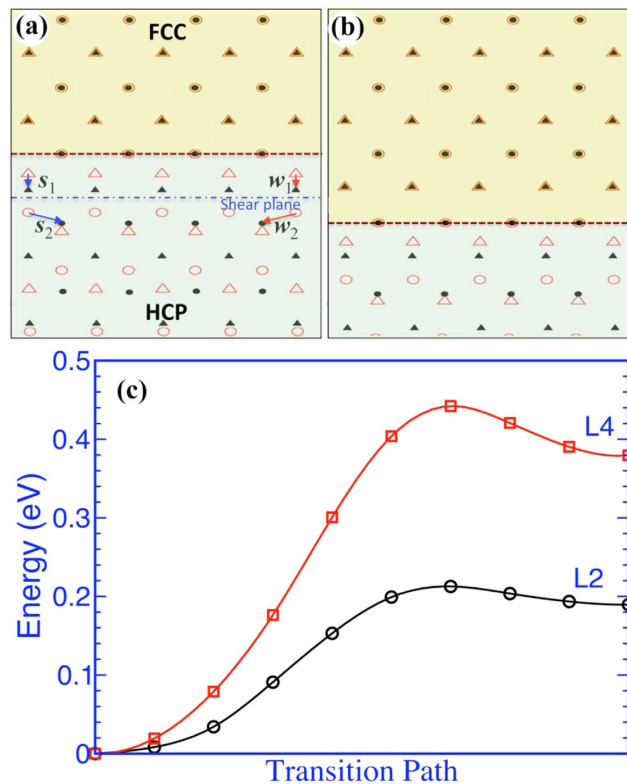 (a)
FCC
(b)
s1
w1
Shear plane
s2
w2
HCP
0.5
(c)
0.4
L4
0.3
Energy (eV)
L2
0.2
0.1
0
Transition Path